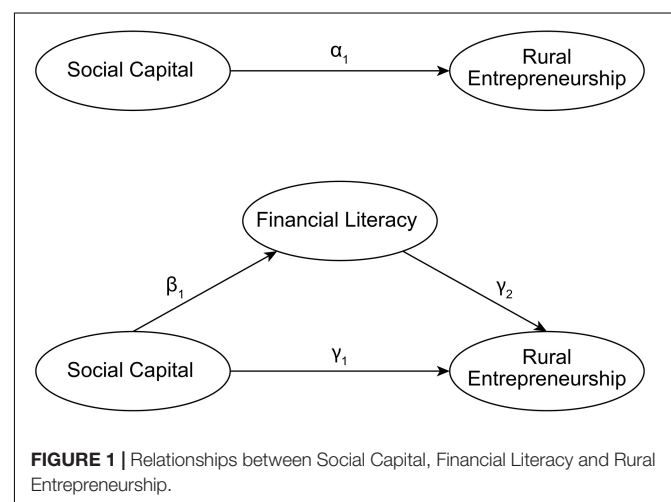 Social Capital
α₁
Rural
Entrepreneurship
Financial Literacy
β₁
γ₂
Social Capital
γ₁
Rural
Entrepreneurship
FIGURE 1 | Relationships between Social Capital, Financial Literacy and Rural
Entrepreneurship.